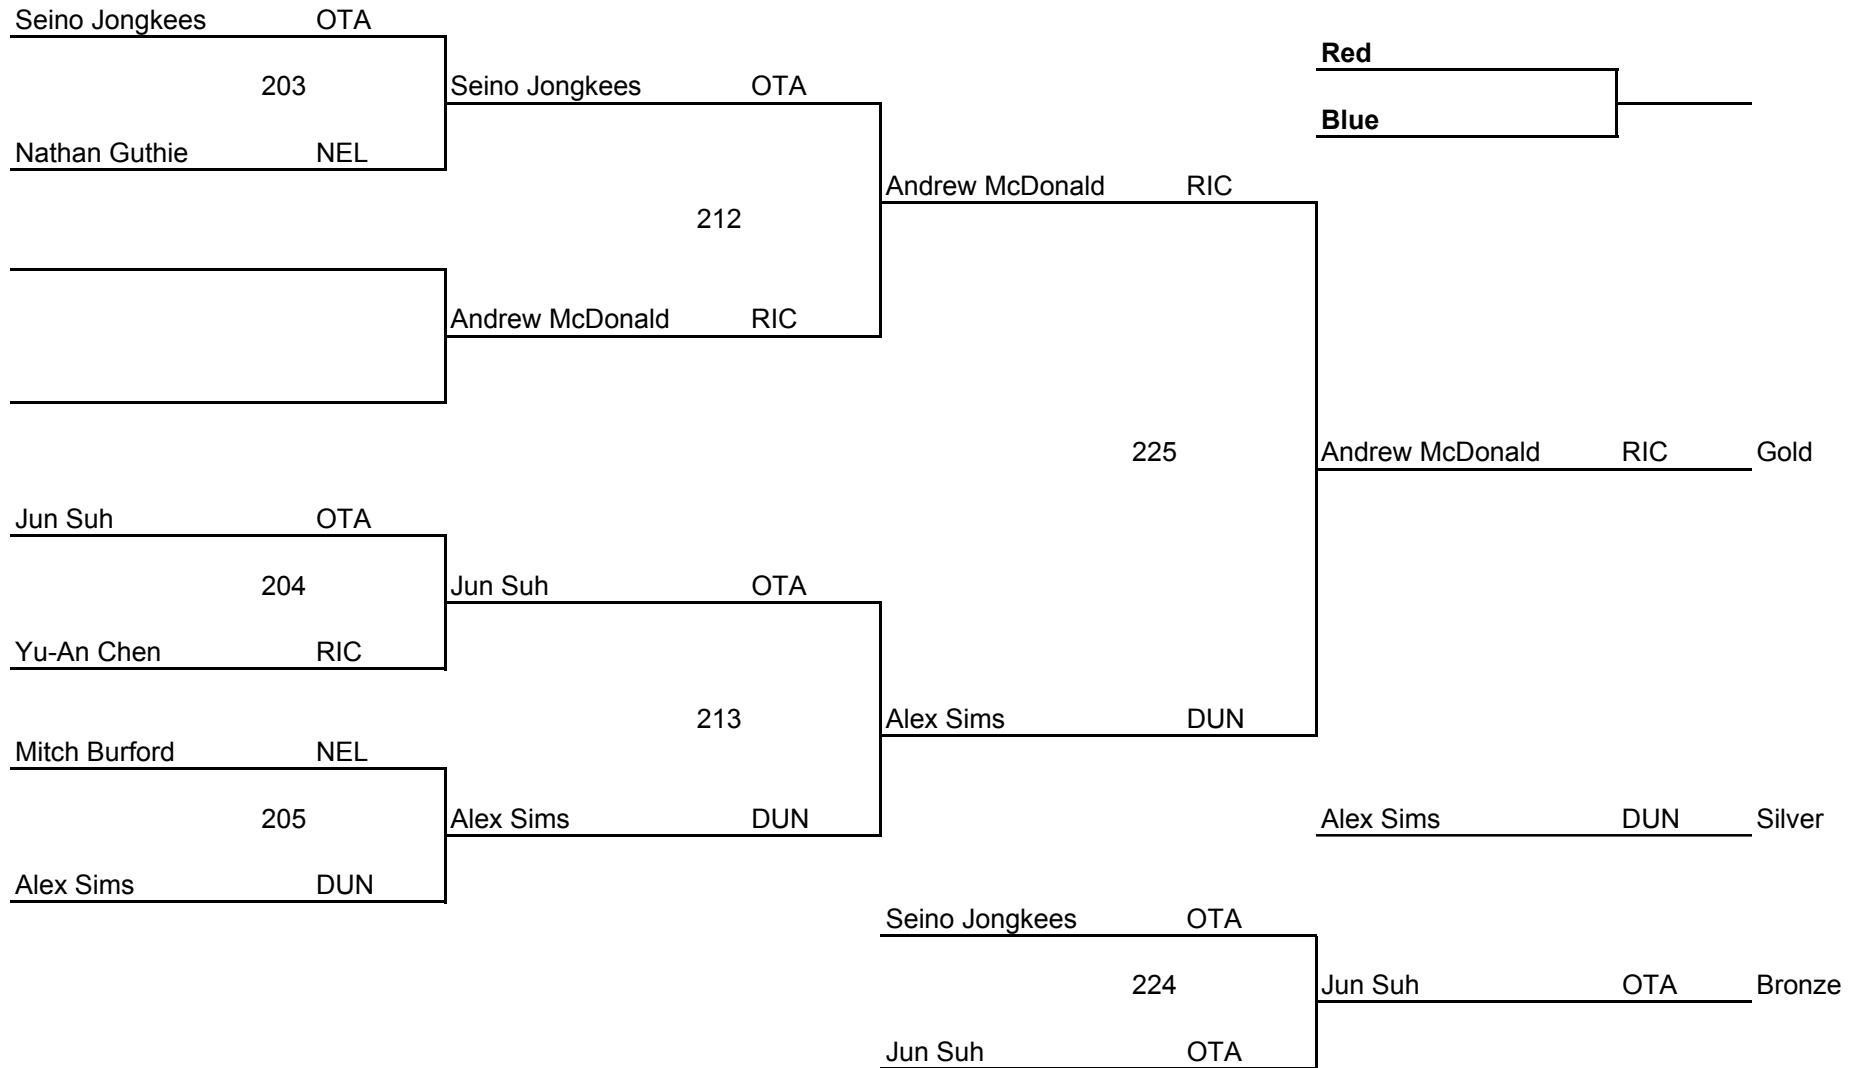 Seino Jongkees OTA
Red
203 Seino Jongkees OTA
Blue
Nathan Guthie NEL
Andrew McDonald RIC
212
Andrew McDonald RIC
225 Andrew McDonald RIC Gold
Jun Suh OTA
204 Jun Suh OTA
Yu-An Chen RIC
213 Alex Sims DUN
Mitch Burford NEL
205 Alex Sims DUN Alex Sims DUN Silver
Alex Sims DUN
Seino Jongkees OTA
224 Jun Suh OTA Bronze
Jun Suh OTA